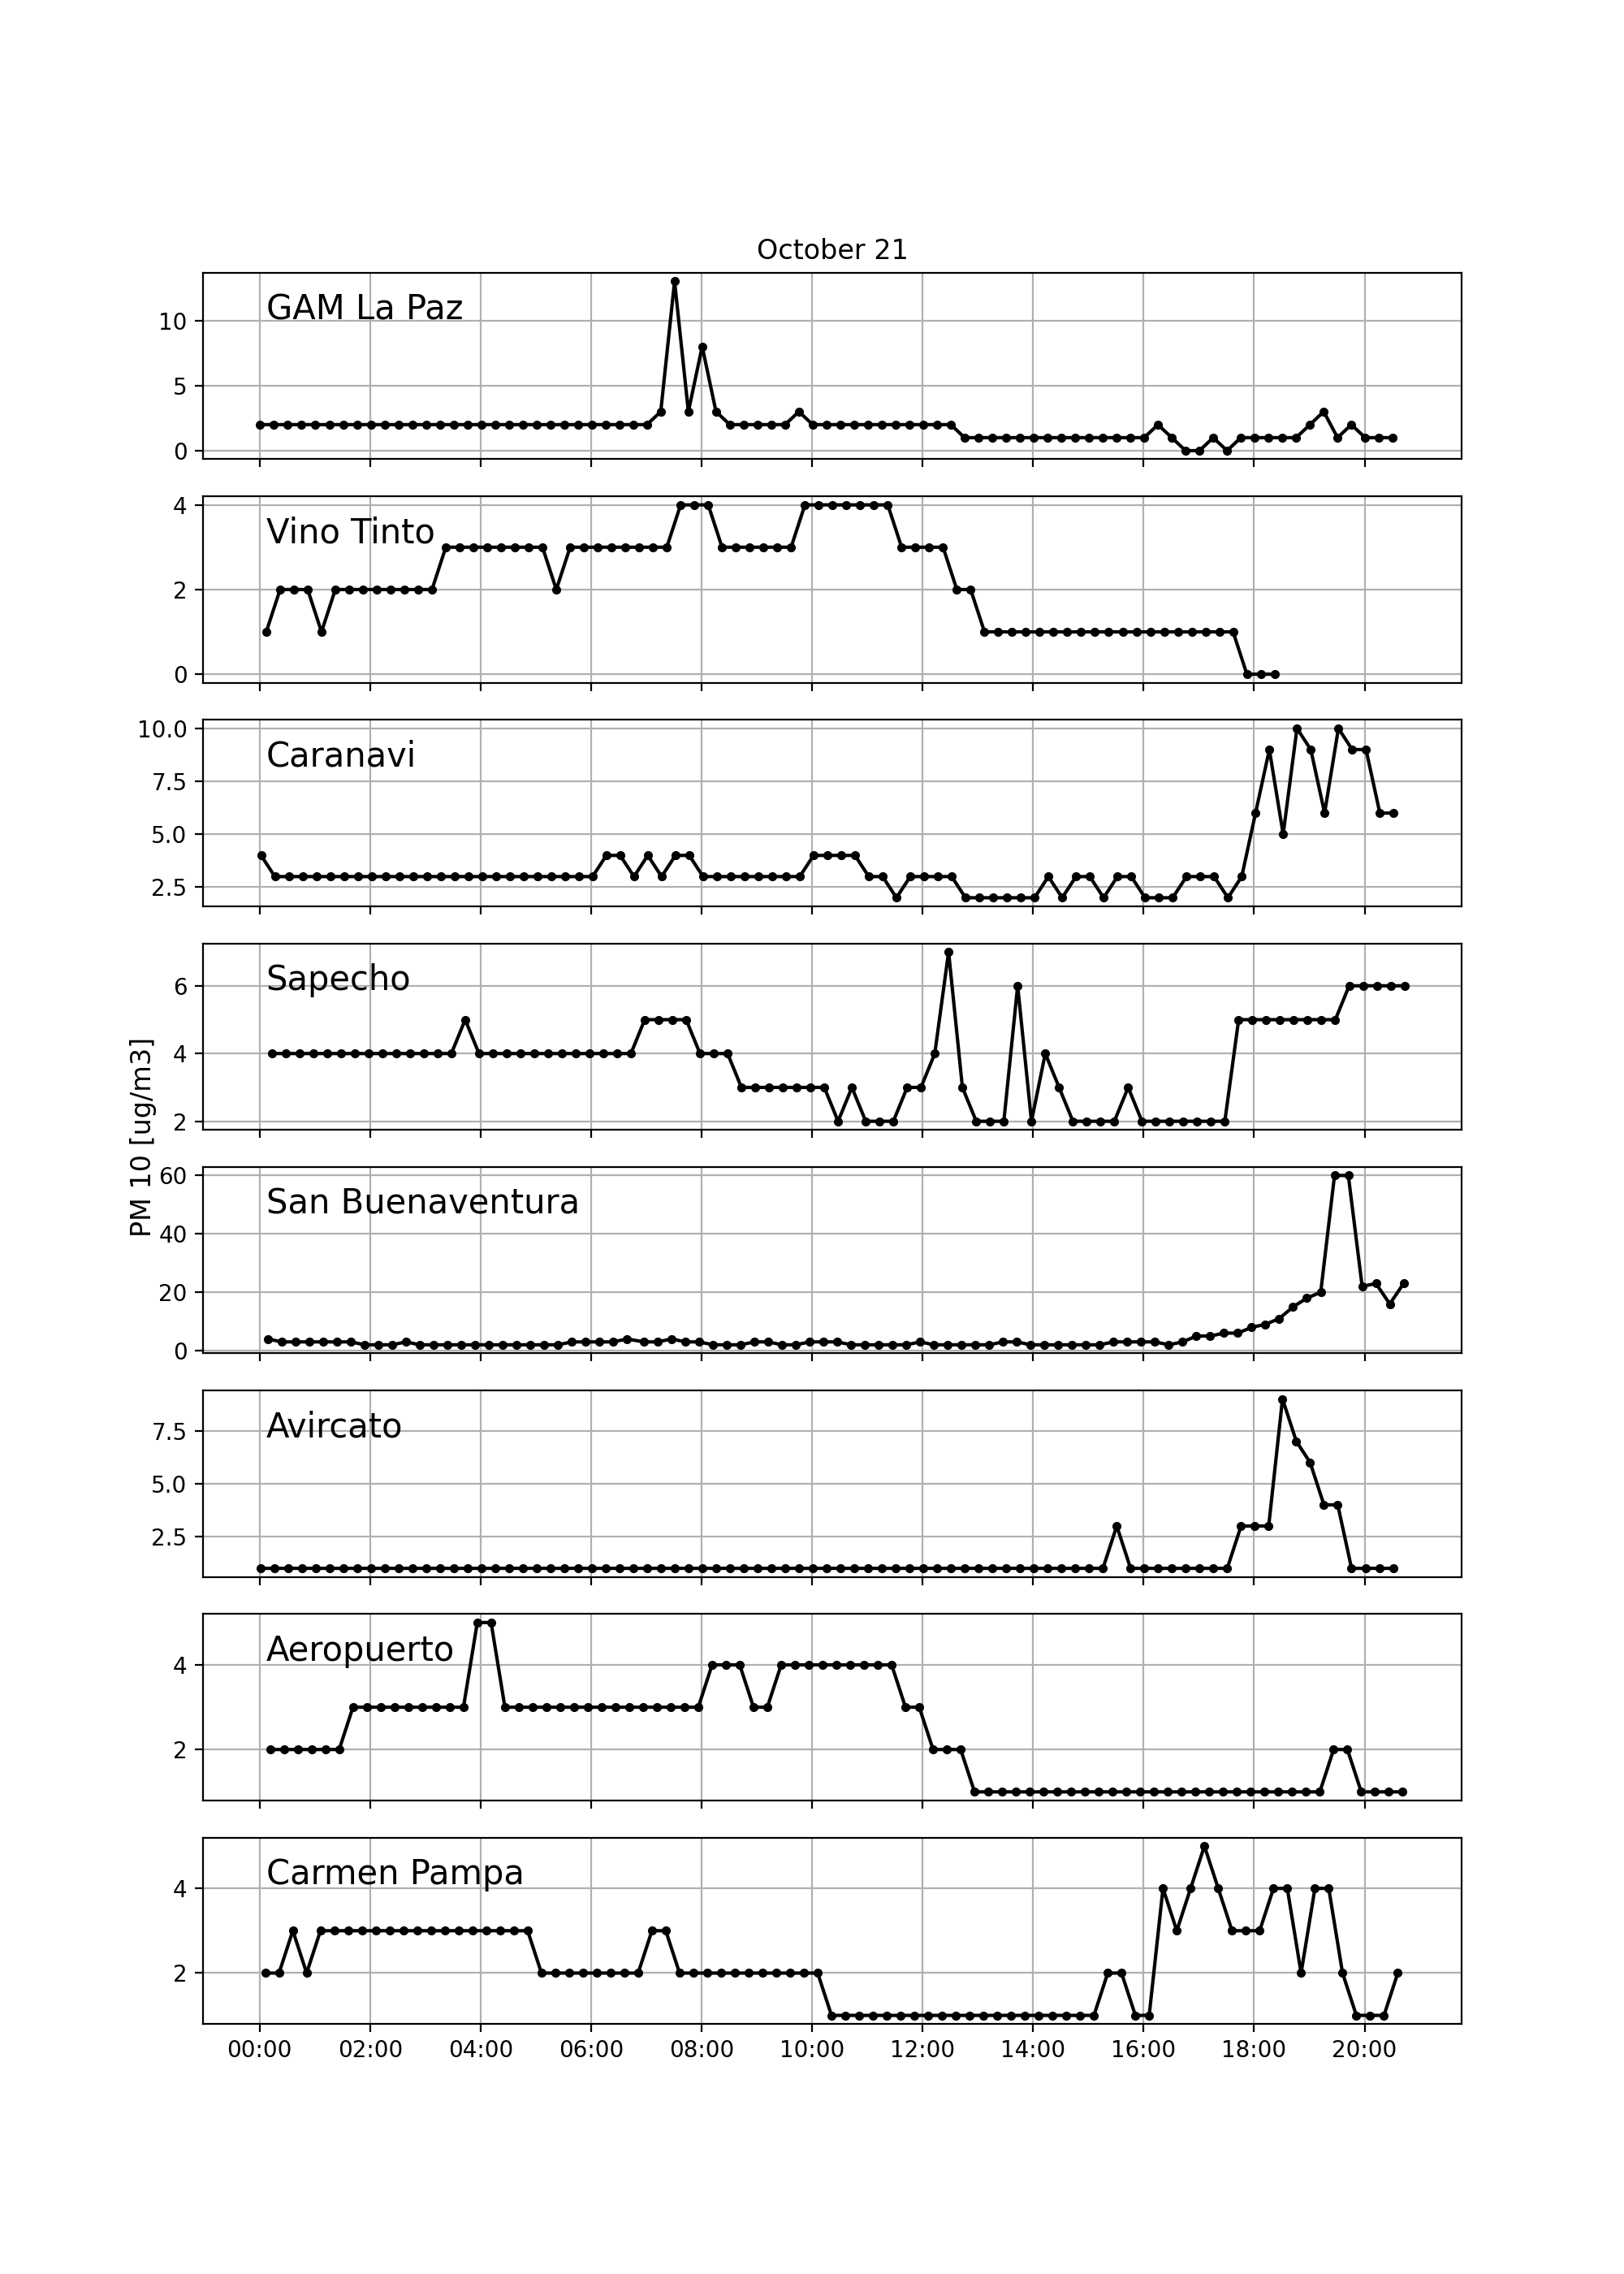 October 21
GAM La Paz
10
5
0
Vino Tinto
4
2
0
Caranavi
10.0
7.5
5.0
2.5
Sapecho
6
4
2
PM 10 [ug/m3]
San Buenaventura
60
40
20
0
Avircato
7.5
5.0
2.5
Aeropuerto
4
2
Carmen Pampa
4
2
00:00 02:00 04:00 06:00 08:00 10:00 12:00 14:00 16:00 18:00 20:00